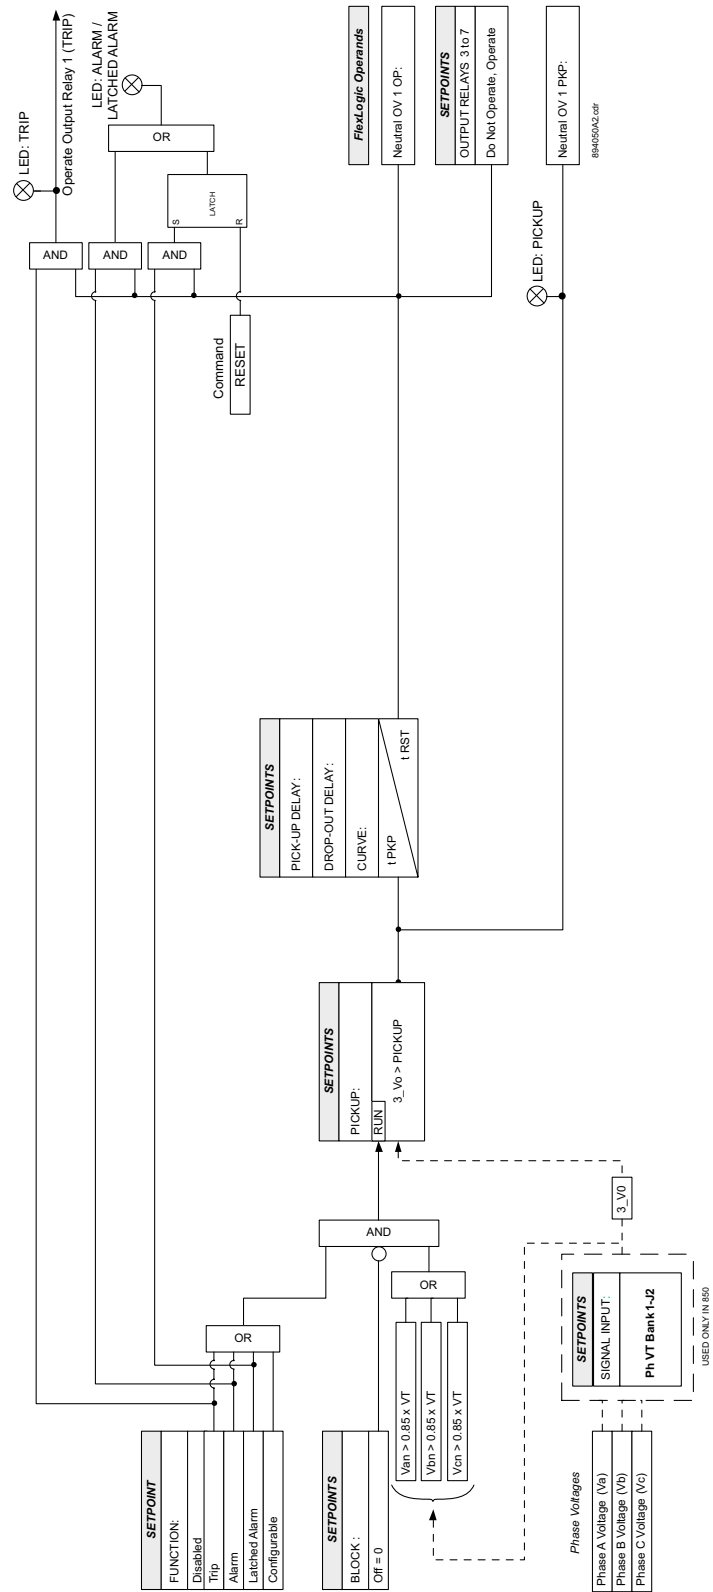 SETPOINT
FUNCTION:
Disabled
Trip
Alarm
Latched Alarm
Configurable
SETPOINTS
BLOCK :
Off = 0
Van > 0.85 x VT
Vbn > 0.85 x VT
Vcn > 0.85 x VT
Phase Voltages
Phase A Voltage (Va)
Phase B Voltage (Vb)
Phase C Voltage (Vc)
OR
OR
AND
SETPOINTS
SIGNAL INPUT:
Ph VT Bank 1-J2
USED ONLY IN 850
3_V0
SETPOINTS
PICKUP:
RUN
3_Vo > PICKUP
SETPOINTS
PICK-UP DELAY:
DROP-OUT DELAY:
CURVE:
t PKP
t RST
Command
RESET
AND
AND
AND
S
R
LATCH
OR
LED: TRIP
Operate Output Relay 1 (TRIP)
LED: ALARM /
LATCHED ALARM
LED: PICKUP
FlexLogic Operands
Neutral OV 1 OP:
SETPOINTS
OUTPUT RELAYS 3 to 7
Do Not Operate, Operate
Neutral OV 1 PKP:
894050A2.cdr